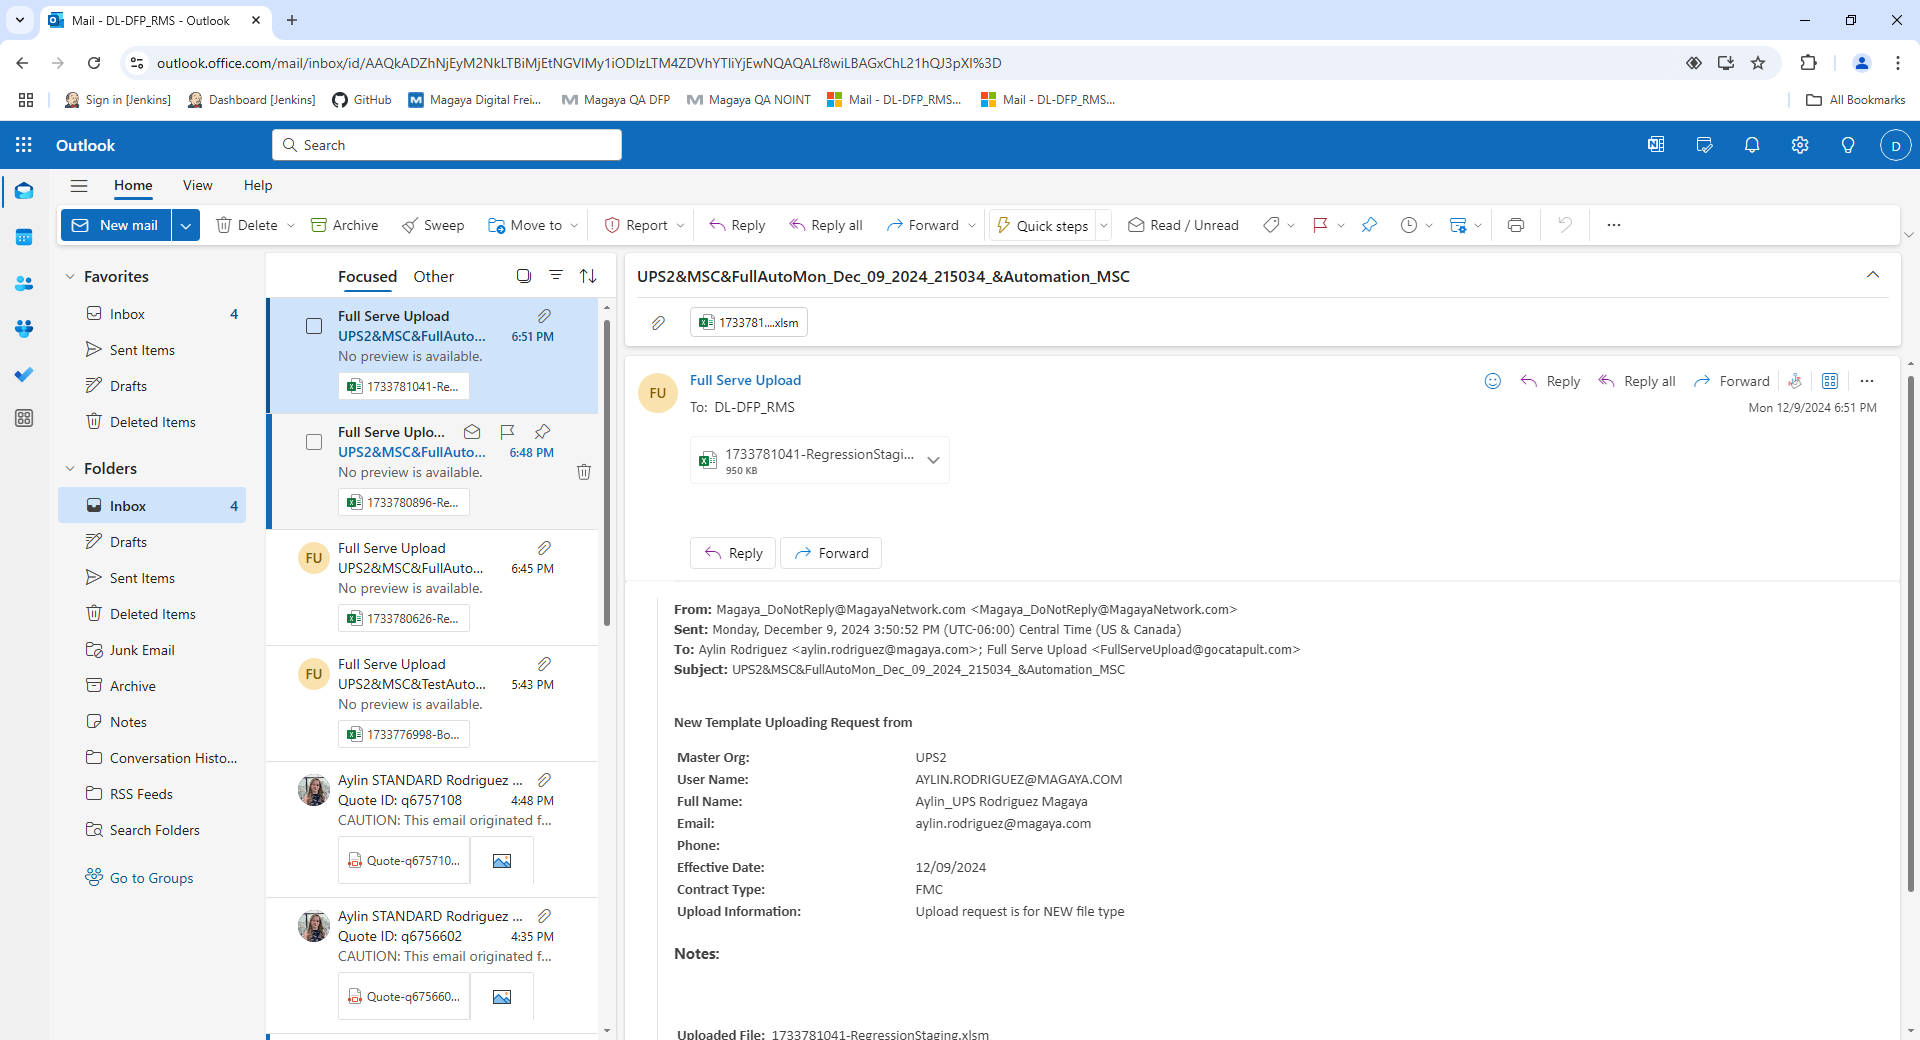 Mail - DL-DFP_RMS - Outlook
outlook.office.com/mail/inbox/id/AAQkADZhNjEyM2NkLTBiMjEtNGVlMy1iODIzLTM4ZDVhYTliYjEwNQAQALf8wiLBAGxChL21hQJ3pXI%3D
Sign in [Jenkins]
Dashboard [Jenkins]
GitHub
Magaya Digital Frei...
Magaya QA DFP
Magaya QA NOINT
Mail - DL-DFP_RMS...
Mail - DL-DFP_RMS...
All Bookmarks
Outlook
Search
D
Home
View
Help
New mail
Delete
Archive
Sweep
Move to
Report
Reply
Reply all
Forward
Quick steps
Read / Unread
Favorites
Inbox 4
Sent Items
Drafts
Deleted Items
Folders
Inbox 4
Drafts
Sent Items
Deleted Items
Junk Email
Archive
Notes
Conversation Histo...
RSS Feeds
Search Folders
Go to Groups
Focused
Other
Full Serve Upload
UPS2&MSC&FullAuto... 6:51 PM
No preview is available.
1733781041-Re...
Full Serve Uplo...
UPS2&MSC&FullAuto... 6:48 PM
No preview is available.
1733780896-Re...
FU
Full Serve Upload
UPS2&MSC&FullAuto... 6:45 PM
No preview is available.
1733780626-Re...
FU
Full Serve Upload
UPS2&MSC&TestAuto... 5:43 PM
No preview is available.
1733776998-Bo...
Aylin STANDARD Rodriguez ...
Quote ID: q6757108 4:48 PM
CAUTION: This email originated f...
Quote-q675710...
Aylin STANDARD Rodriguez ...
Quote ID: q6756602 4:35 PM
CAUTION: This email originated f...
Quote-q675660...
UPS2&MSC&FullAutoMon_Dec_09_2024_215034_&Automation_MSC
1733781....xlsm
FU
Full Serve Upload
Reply
Reply all
Forward
To: DL-DFP_RMS
Mon 12/9/2024 6:51 PM
1733781041-RegressionStagi...
950 KB
Reply
Forward
From: Magaya_DoNotReply@MagayaNetwork.com <Magaya_DoNotReply@MagayaNetwork.com>
Sent: Monday, December 9, 2024 3:50:52 PM (UTC-06:00) Central Time (US & Canada)
To: Aylin Rodriguez <aylin.rodriguez@magaya.com>; Full Serve Upload <FullServeUpload@gocatapult.com>
Subject: UPS2&MSC&FullAutoMon_Dec_09_2024_215034_&Automation_MSC
New Template Uploading Request from
Master Org: UPS2
User Name: AYLIN.RODRIGUEZ@MAGAYA.COM
Full Name: Aylin_UPS Rodriguez Magaya
Email: aylin.rodriguez@magaya.com
Phone:
Effective Date: 12/09/2024
Contract Type: FMC
Upload Information: Upload request is for NEW file type
Notes:
Uploaded File: 1733781041-RegressionStaging.xlsm